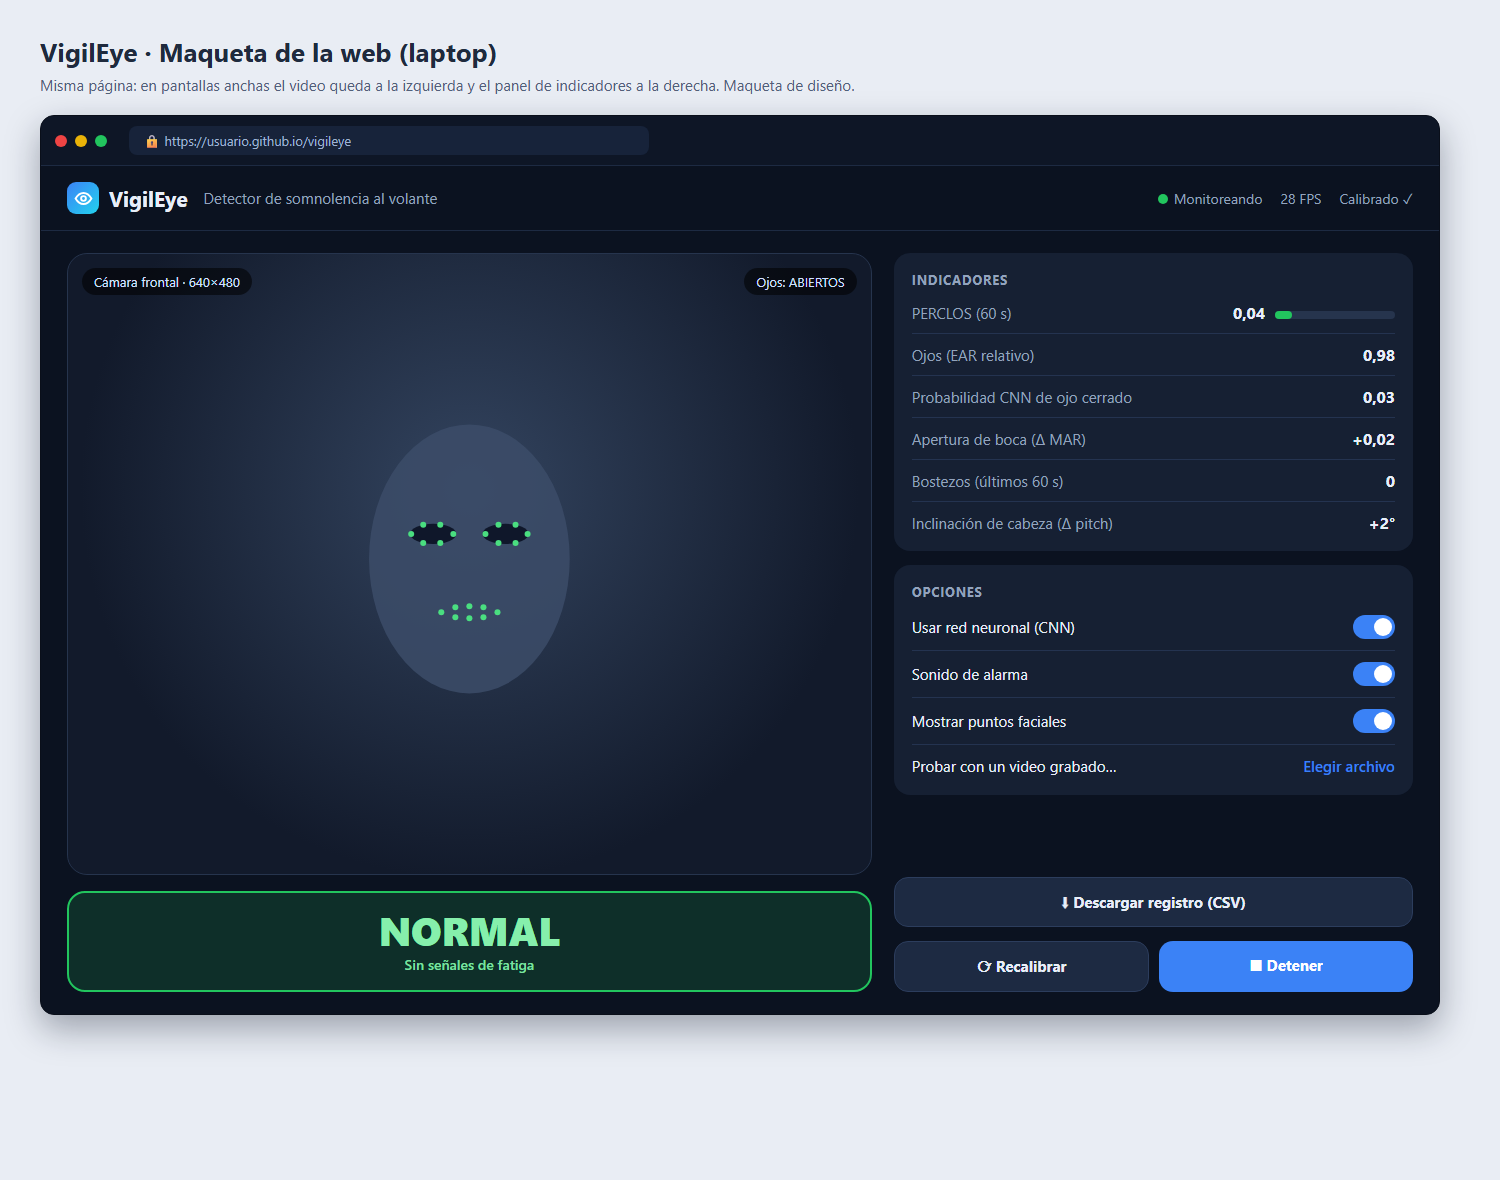 VigilEye · Maqueta de la web (laptop)
Misma página: en pantallas anchas el video queda a la izquierda y el panel de indicadores a la derecha. Maqueta de diseño.
https://usuario.github.io/vigileye
VigilEye Detector de somnolencia al volante
Monitoreando 28 FPS Calibrado ✓
Cámara frontal · 640×480
Ojos: ABIERTOS
NORMAL
Sin señales de fatiga
INDICADORES
PERCLOS (60 s) 0,04
Ojos (EAR relativo) 0,98
Probabilidad CNN de ojo cerrado 0,03
Apertura de boca (Δ MAR) +0,02
Bostezos (últimos 60 s) 0
Inclinación de cabeza (Δ pitch) +2°
OPCIONES
Usar red neuronal (CNN)
Sonido de alarma
Mostrar puntos faciales
Probar con un video grabado... Elegir archivo
⬇ Descargar registro (CSV)
⟳ Recalibrar
■ Detener